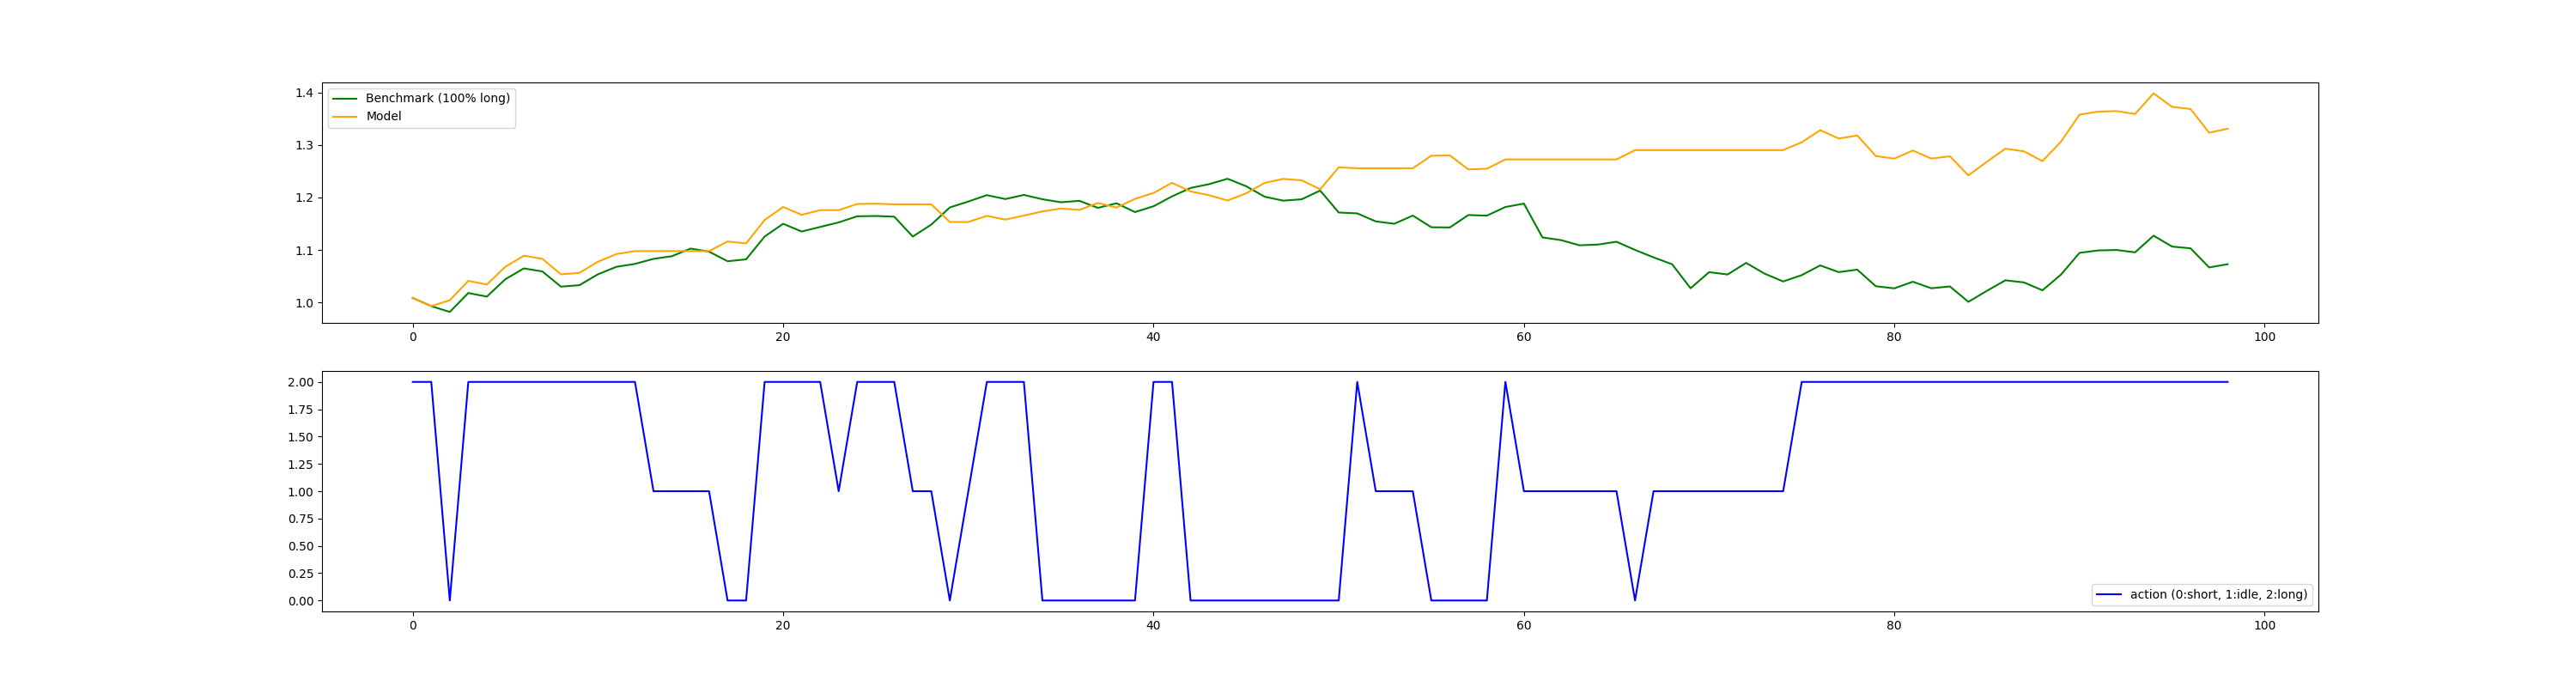 1.4
1.3
1.2
1.1
1.0
Benchmark (100% long)
Model
0 20 40 60 80 100
2.00
1.75
1.50
1.25
1.00
0.75
0.50
0.25
0.00
action (0:short, 1:idle, 2:long)
0 20 40 60 80 100